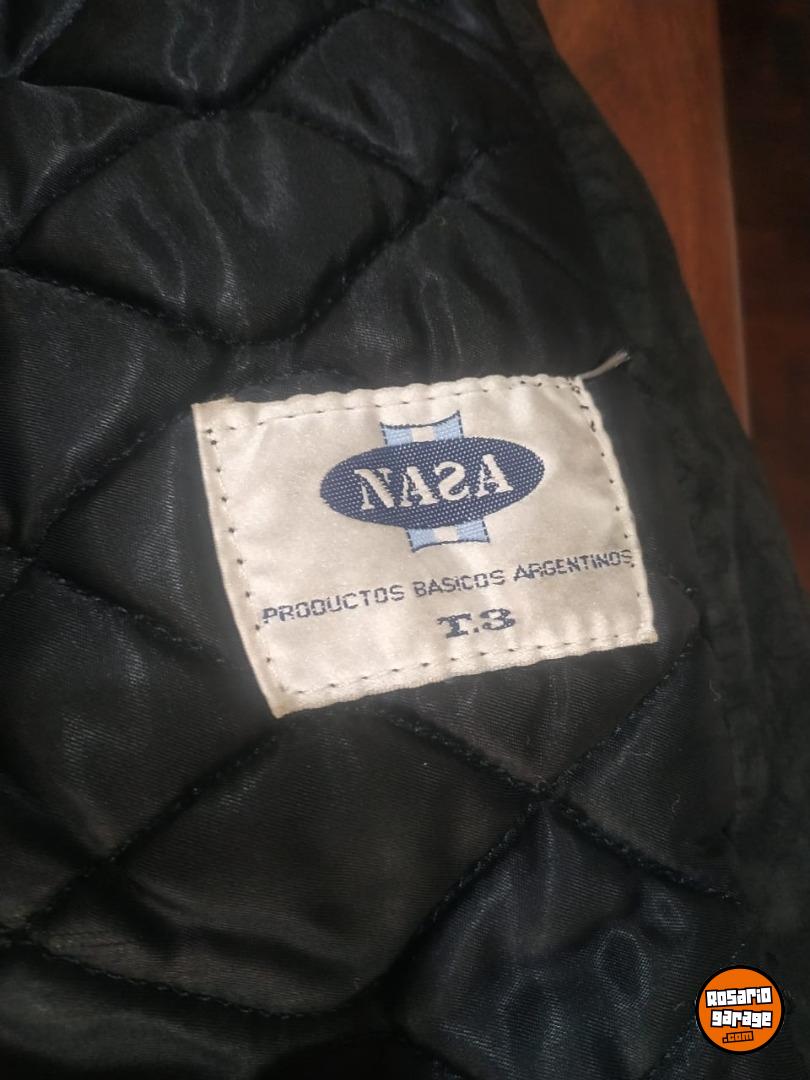 NASA
PRODUCTOS BASICOS ARGENTINOS
T.3
Rosario
garage
.com